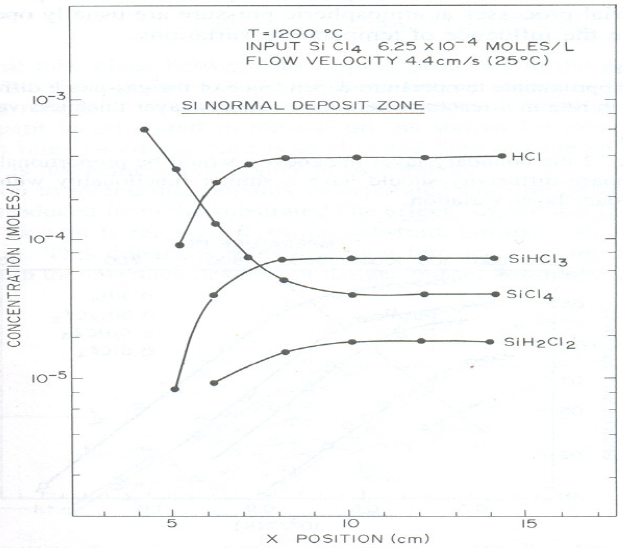 T=1200 °C
INPUT Si Cl4 6.25 x10-4 MOLES/L
FLOW VELOCITY 4.4cm/s (25°C)
10-3
SI NORMAL DEPOSIT ZONE
HCl
10-4
SiHCl3
SiCl4
SiH2Cl2
10-5
CONCENTRATION (MOLES/L)
5
10
15
X POSITION (cm)